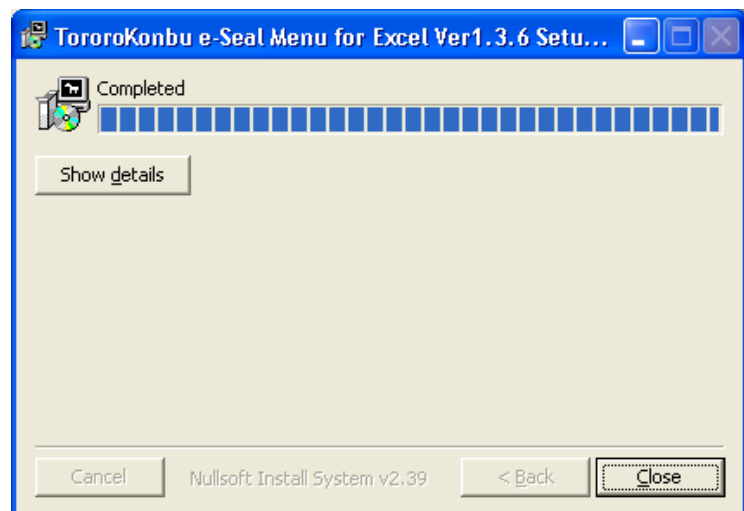 TororoKonbu e-Seal Menu for Excel Ver1.3.6 Setu...
Completed
Show details
Cancel
Nullsoft Install System v2.39
< Back
Close